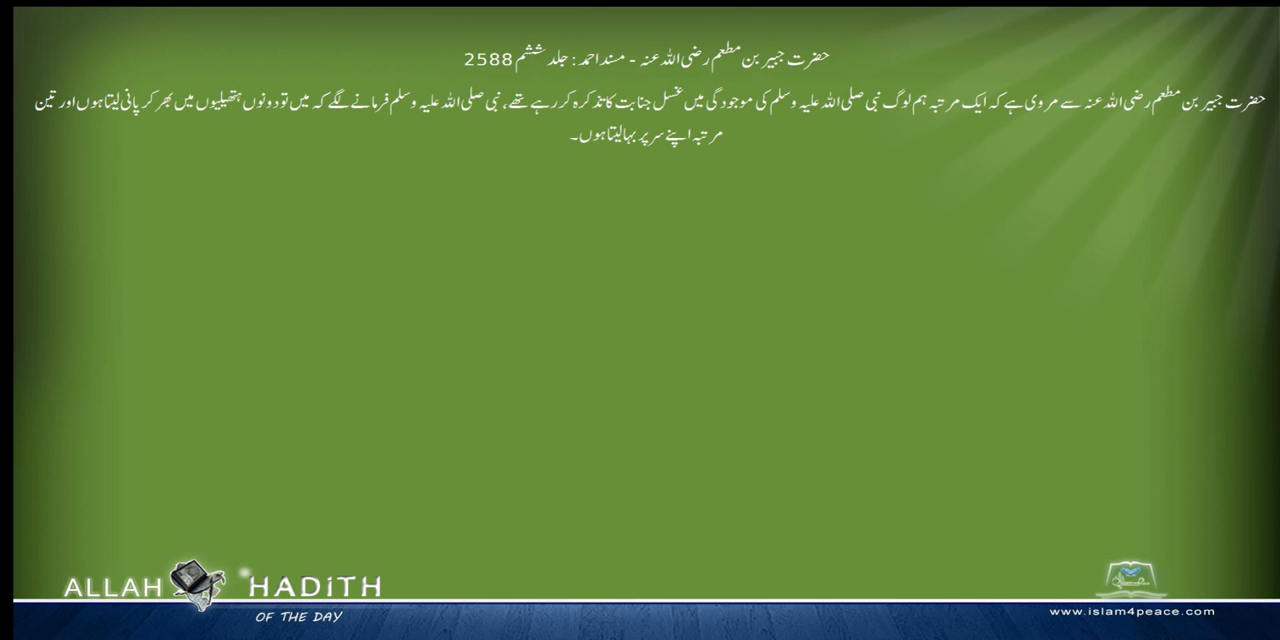 حضرت جبیر بن مطعم رضی اللہ عنہ - مسند احمد : جلد ششم 2588
حضرت جبیر بن مطعم رضی اللہ عنہ سے مروی ہے کہ ایک مرتبہ ہم لوگ نبی صلی اللہ علیہ وسلم کی موجودگی میں غسل جنابت کا تذکرہ کر رہے تھے، نبی صلی اللہ علیہ وسلم فرمانے لگے کہ میں تو دونوں ہتھیلیوں میں بھر کر پانی لیتا ہوں اور تین
مرتبہ اپنے سر پر بہا لیتا ہوں۔
ALLAH HADITH
OF THE DAY
www.islam4peace.com